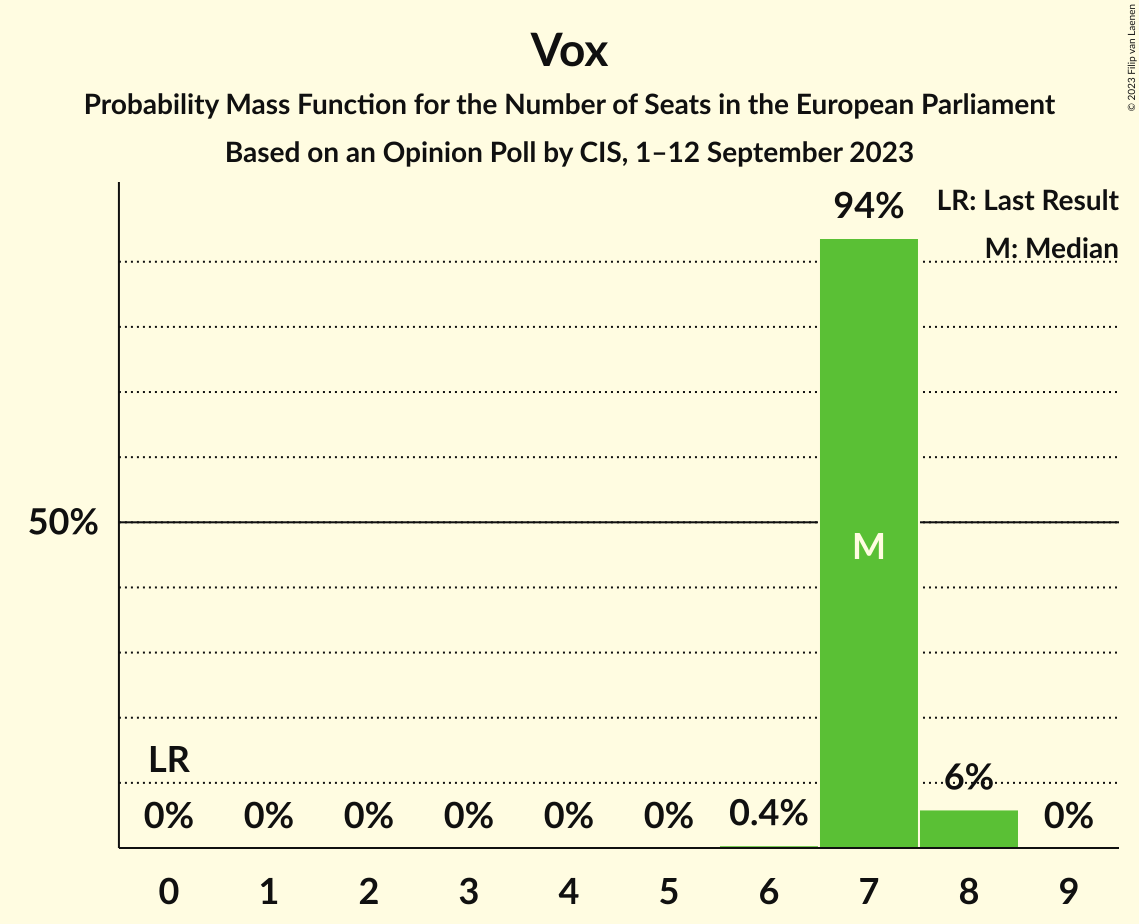 Vox
Probability Mass Function for the Number of Seats in the European Parliament
Based on an Opinion Poll by CIS, 1–12 September 2023
© 2023 Filip van Laenen
LR: Last Result
M: Median
94%
50%
M
LR
0% 0% 0% 0% 0% 0% 0.4% 6% 0%
0 1 2 3 4 5 6 7 8 9